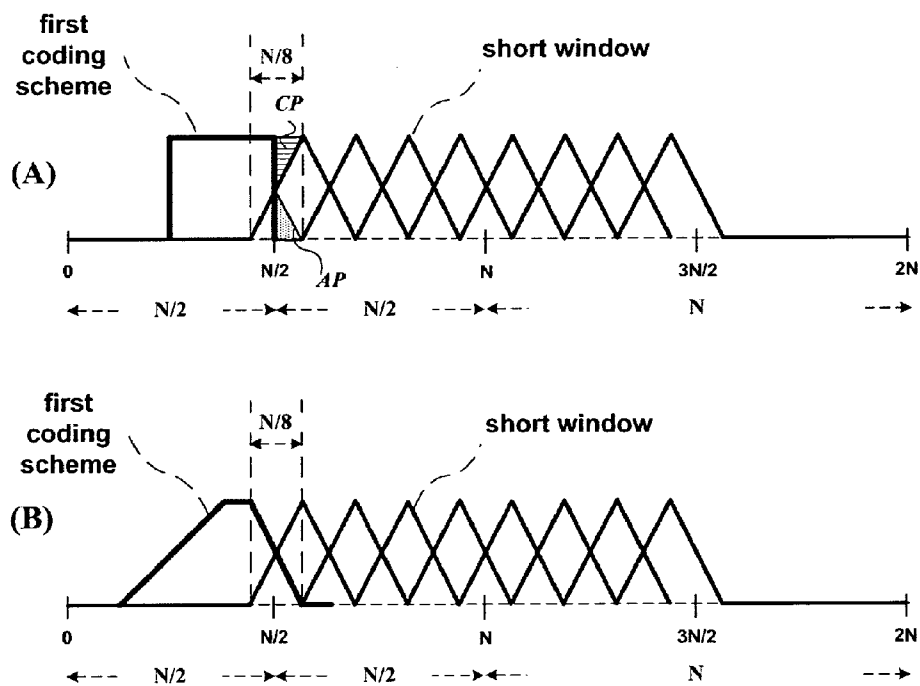 first
coding
scheme
N/8
CP
short window
(A)
AP
0 N/2 N 3N/2 2N
N/2 N/2 N
first
coding
scheme
N/8
short window
(B)
0 N/2 N 3N/2 2N
N/2 N/2 N